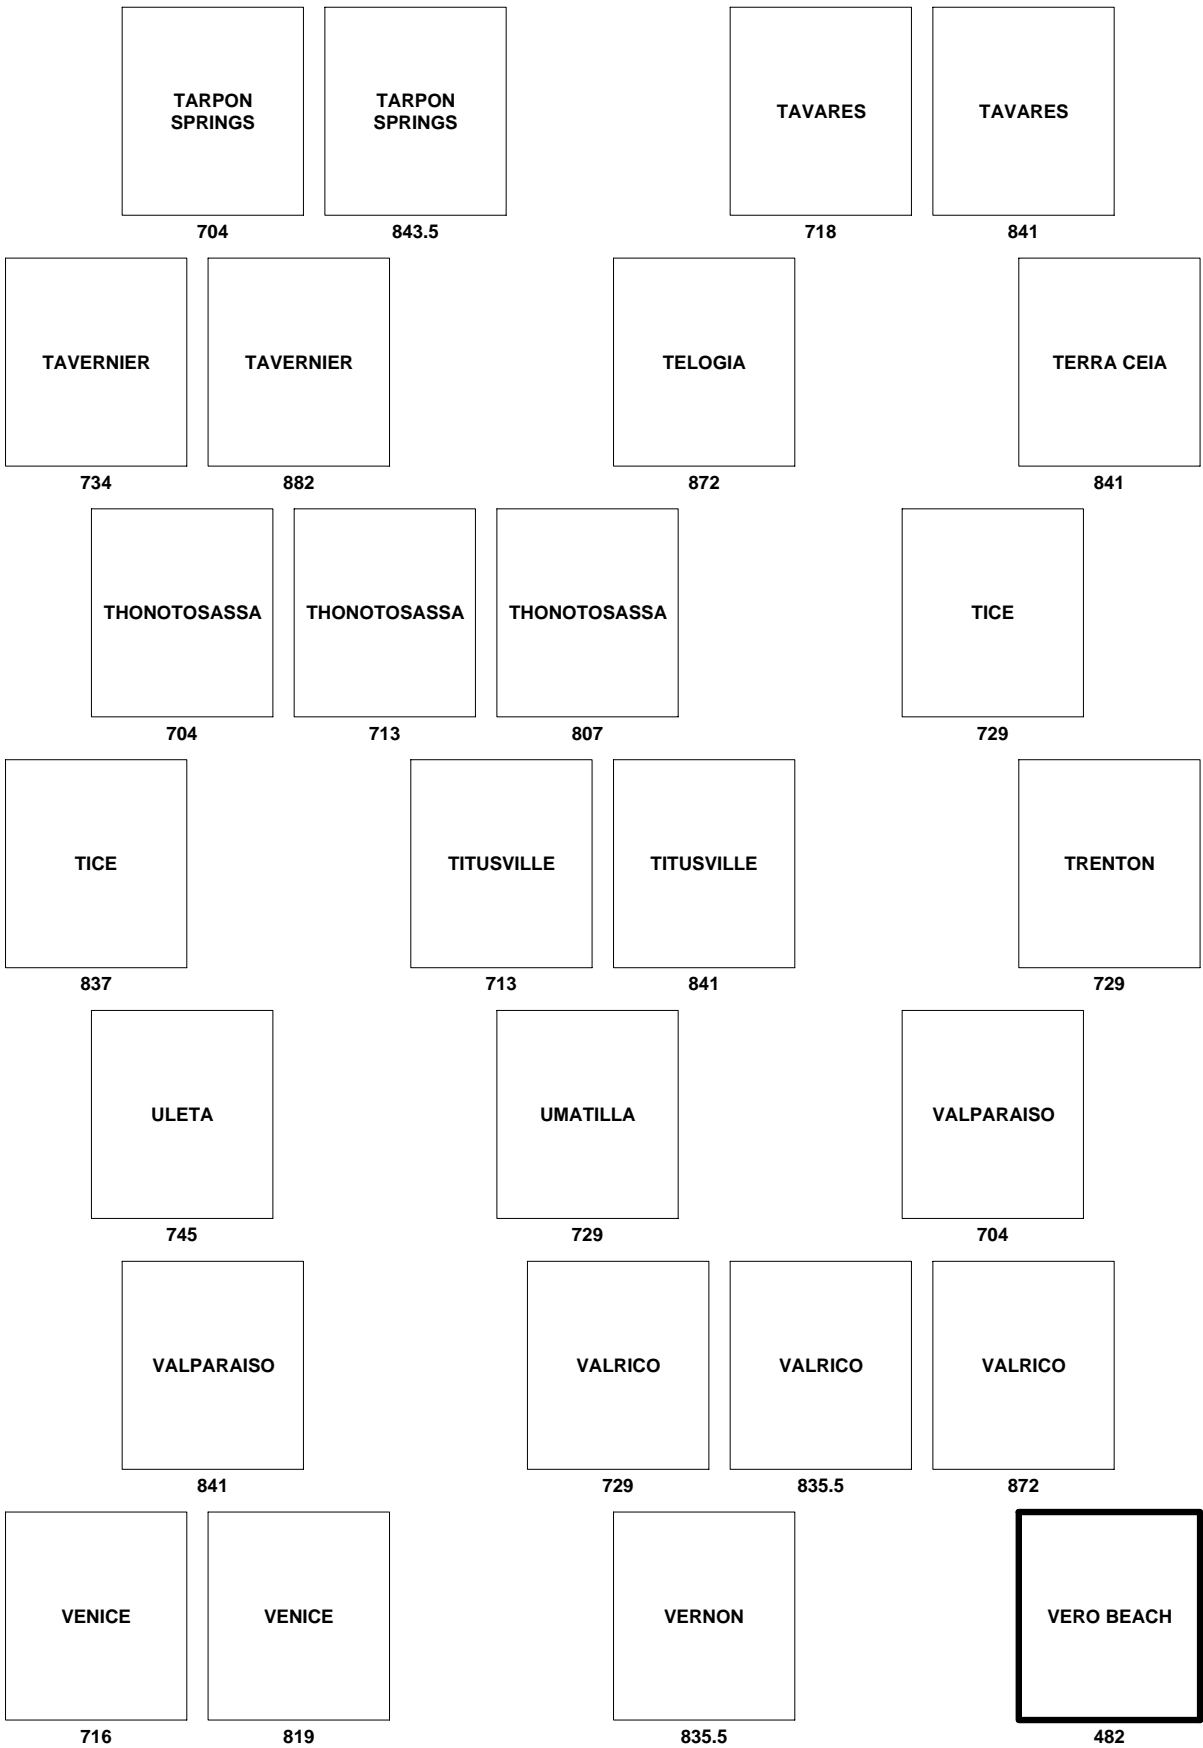 TARPON
SPRINGS
TARPON
SPRINGS
TAVARES
TAVARES
704
843.5
718
841
TAVERNIER
TAVERNIER
TELOGIA
TERRA CEIA
734
882
872
841
THONOTOSASSA
THONOTOSASSA
THONOTOSASSA
TICE
704
713
807
729
TICE
TITUSVILLE
TITUSVILLE
TRENTON
837
713
841
729
ULETA
UMATILLA
VALPARAISO
745
729
704
VALPARAISO
VALRICO
VALRICO
VALRICO
841
729
835.5
872
VENICE
VENICE
VERNON
VERO BEACH
716
819
835.5
482